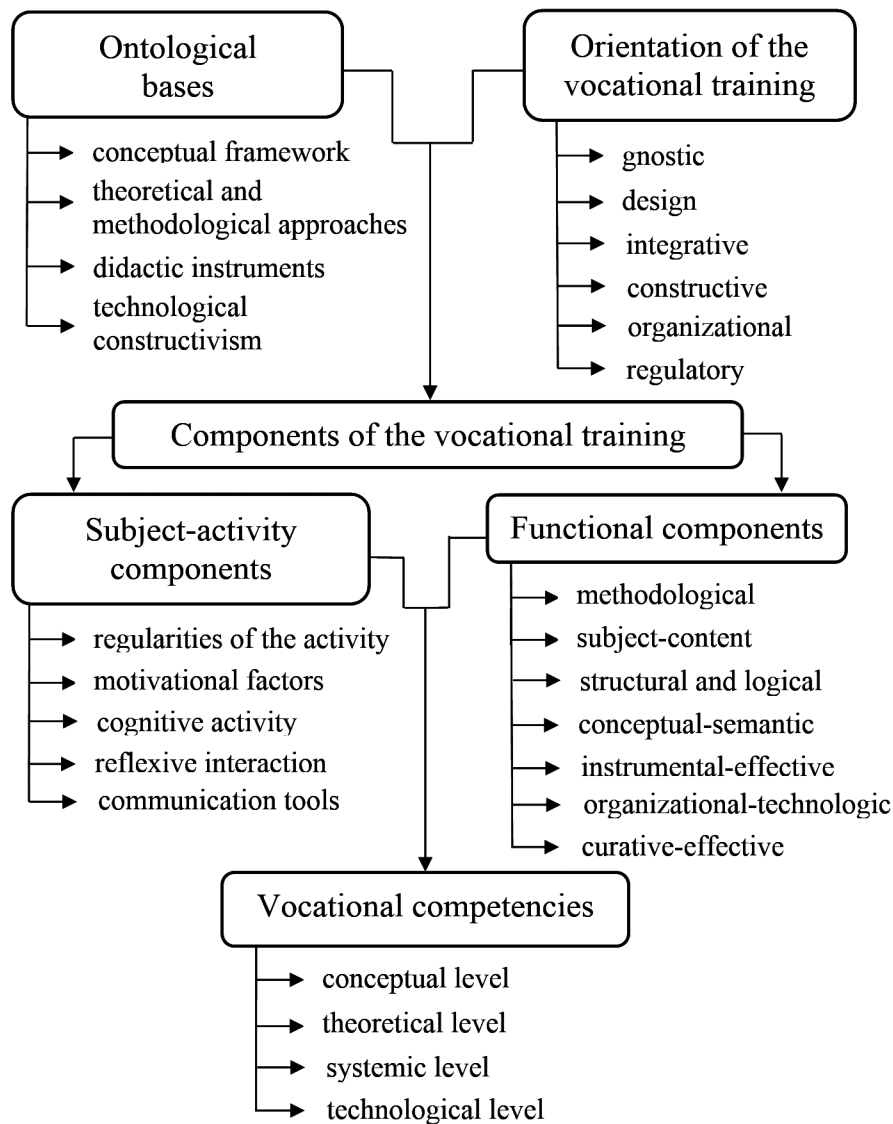 Ontological
bases
conceptual framework
theoretical and
methodological approaches
didactic instruments
technological
constructivism
Orientation of the
vocational training
gnostic
design
integrative
constructive
organizational
regulatory
Components of the vocational training
Subject-activity
components
regularities of the activity
motivational factors
cognitive activity
reflexive interaction
communication tools
Functional components
methodological
subject-content
structural and logical
conceptual-semantic
instrumental-effective
organizational-technologic
curative-effective
Vocational competencies
conceptual level
theoretical level
systemic level
technological level